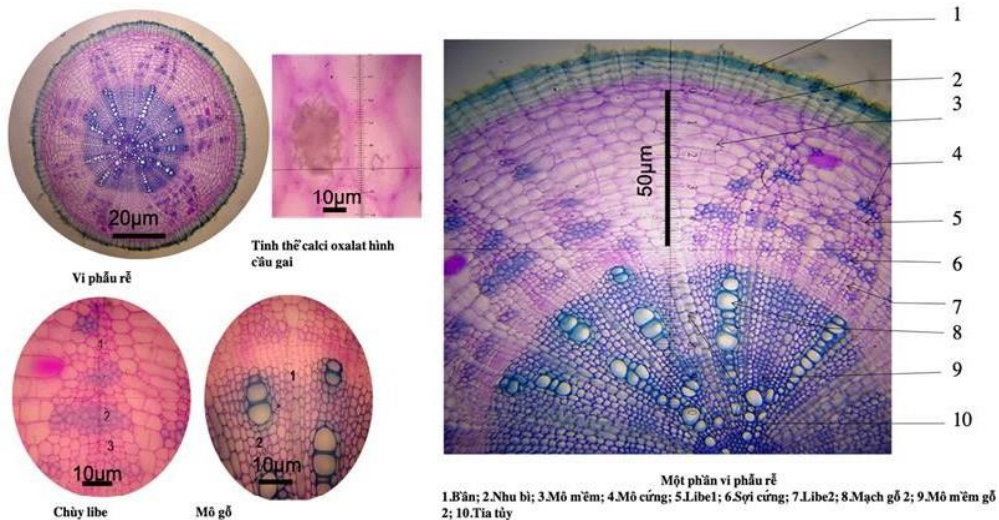 20µm
Vi phẫu rễ
10µm
Tinh thể calci oxalat hình
cầu gai
1
2
3
10µm
Chùy libe
1
2
10µm
Mô gỗ
50µm
1
2
3
4
5
6
7
8
9
10
Một phần vi phẫu rễ
1.Bần; 2.Nhu bì; 3.Mô mềm; 4.Mô cứng; 5.Libe1; 6.Sợi cứng; 7.Libe2; 8.Mạch gỗ 2; 9.Mô mềm gỗ
2; 10.Tia tủy